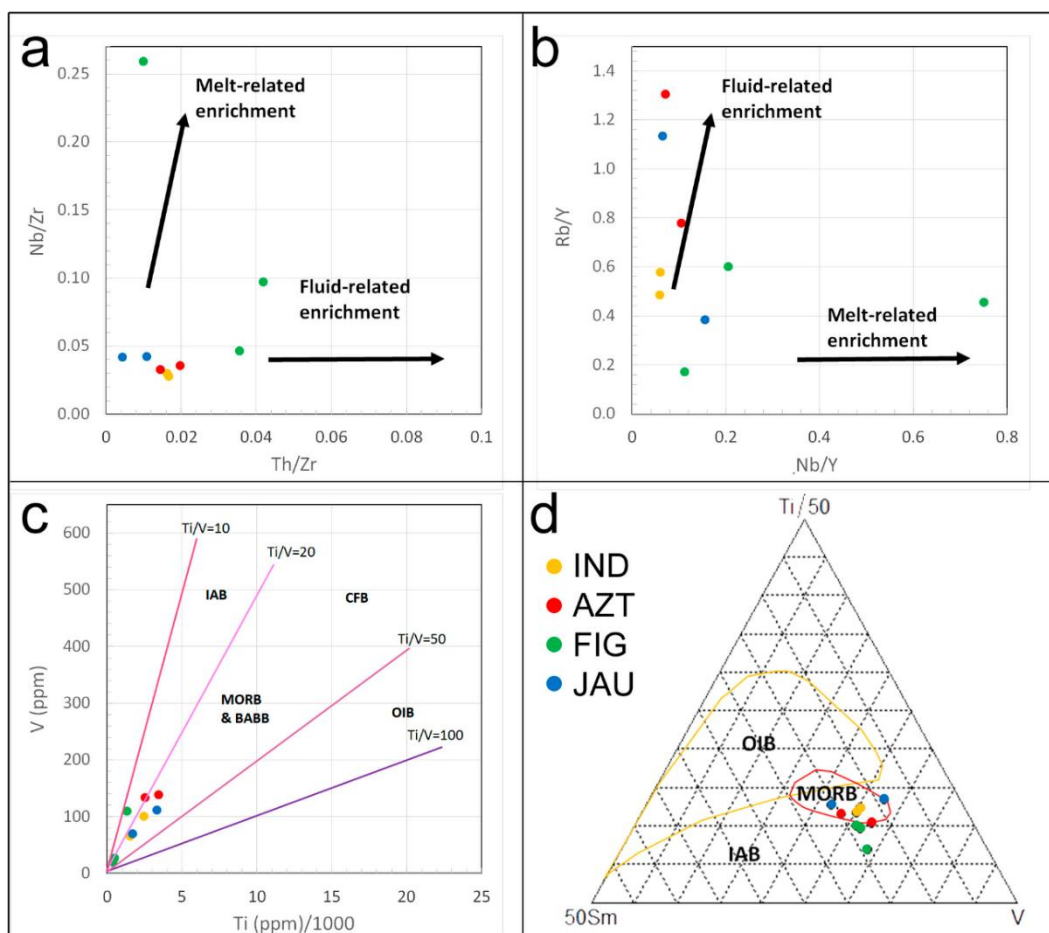 a
0.25
0.20
0.15
0.10
0.05
0.00
Nb/Zr
Melt-related
enrichment
Fluid-related
enrichment
0
0.02
0.04
0.06
0.08
0.1
Th/Zr
b
1.4
1.2
1.0
0.8
0.6
0.4
0.2
0.0
Rb/Y
Fluid-related
enrichment
Melt-related
enrichment
0
0.2
0.4
0.6
0.8
Nb/Y
c
600
500
400
300
200
100
0
V (ppm)
Ti/V=10
Ti/V=20
IAB
CFB
Ti/V=50
MORB
& BABB
OIB
Ti/V=100
0
5
10
15
20
25
Ti (ppm)/1000
d
Ti/50
IND
AZT
FIG
JAU
OIB
MORB
IAB
50Sm
V